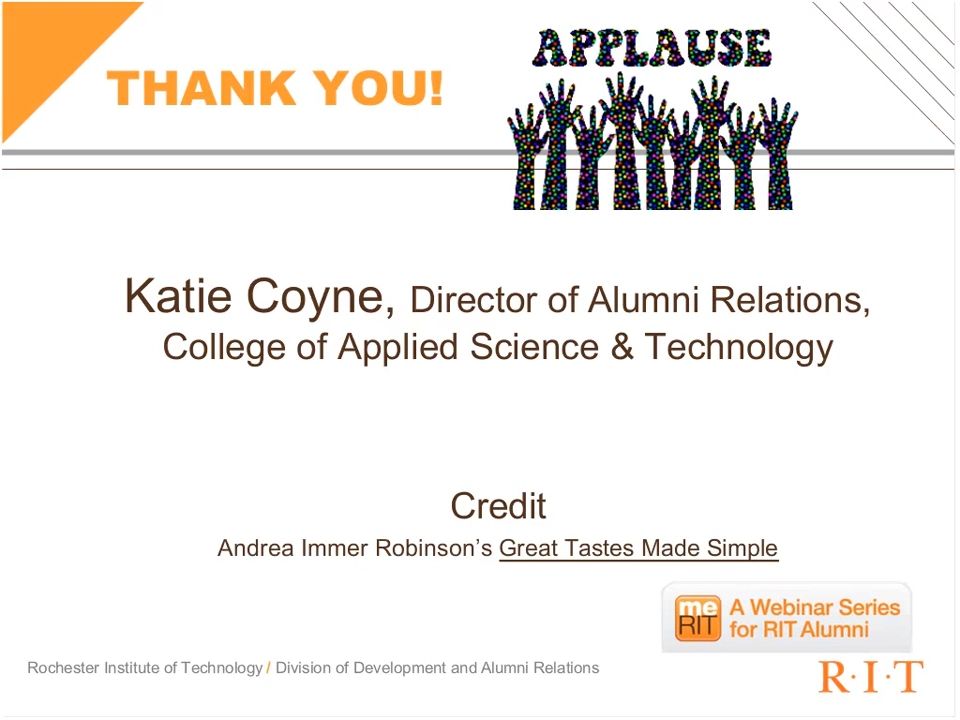 THANK YOU!
APPLAUSE
Katie Coyne, Director of Alumni Relations,
College of Applied Science & Technology
Credit
Andrea Immer Robinson’s Great Tastes Made Simple
me
RIT
A Webinar Series
for RIT Alumni
Rochester Institute of Technology / Division of Development and Alumni Relations
R·I·T